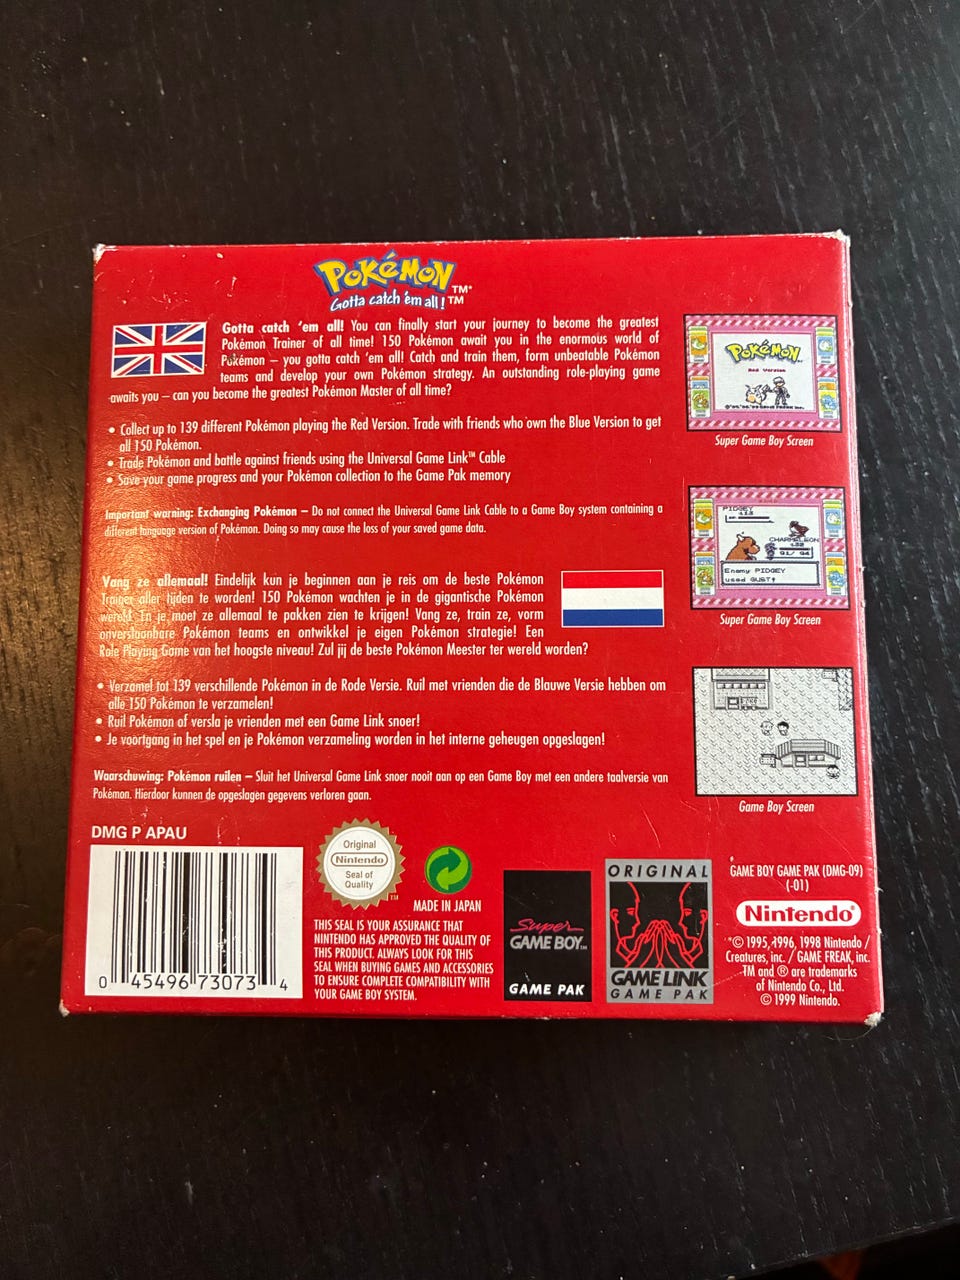 POKéMON™*
Gotta catch 'em all!™
Gotta catch 'em all! You can finally start your journey to become the greatest
Pokémon Trainer of all time! 150 Pokémon await you in the enormous world of
Pokémon – you gotta catch 'em all! Catch and train them, form unbeatable Pokémon
teams and develop your own Pokémon strategy. An outstanding role-playing game
awaits you – can you become the greatest Pokémon Master of all time?
• Collect up to 139 different Pokémon playing the Red Version. Trade with friends who own the Blue Version to get
all 150 Pokémon.
• Trade Pokémon and battle against friends using the Universal Game Link™ Cable
• Save your game progress and your Pokémon collection to the Game Pak memory
Important warning: Exchanging Pokémon – Do not connect the Universal Game Link Cable to a Game Boy system containing a
different language version of Pokémon. Doing so may cause the loss of your saved game data.
Vang ze allemaal! Eindelijk kun je beginnen aan je reis om de beste Pokémon
Trainer aller tijden te worden! 150 Pokémon wachten je in de gigantische Pokémon
wereld. En je moet ze allemaal te pakken zien te krijgen! Vang ze, train ze, vorm
onverslaanbare Pokémon teams en ontwikkel je eigen Pokémon strategie! Een
Role Playing Game van het hoogste niveau! Zul jij de beste Pokémon Meester ter wereld worden?
• Verzamel tot 139 verschillende Pokémon in de Rode Versie. Ruil met vrienden die de Blauwe Versie hebben om
alle 150 Pokémon te verzamelen!
• Ruil Pokémon of versla je vrienden met een Game Link snoer!
• Je voortgang in het spel en je Pokémon verzameling worden in het interne geheugen opgeslagen!
Waarschuwing: Pokémon ruilen – Sluit het Universal Game Link snoer nooit aan op een Game Boy met een andere taalversie van
Pokémon. Hierdoor kunnen de opgeslagen gegevens verloren gaan.
POKéMON
Red Version
Super Game Boy Screen
PIDGEY
CHARMELEON
91/ 94
Enemy PIDGEY
used GUST!
Super Game Boy Screen
Game Boy Screen
DMG P APAU
0 45496 73073 4
Original
Nintendo
Seal of
Quality
TM
MADE IN JAPAN
THIS SEAL IS YOUR ASSURANCE THAT
NINTENDO HAS APPROVED THE QUALITY OF
THIS PRODUCT. ALWAYS LOOK FOR THIS
SEAL WHEN BUYING GAMES AND ACCESSORIES
TO ENSURE COMPLETE COMPATIBILITY WITH
YOUR GAME BOY SYSTEM.
Super
GAME BOY™
GAME PAK
ORIGINAL
GAME LINK
GAME PAK
GAME BOY GAME PAK (DMG-09)
(-01)
Nintendo®
*© 1995, 1996, 1998 Nintendo /
Creatures, inc. / GAME FREAK, inc.
TM and ® are trademarks
of Nintendo Co., Ltd.
© 1999 Nintendo.